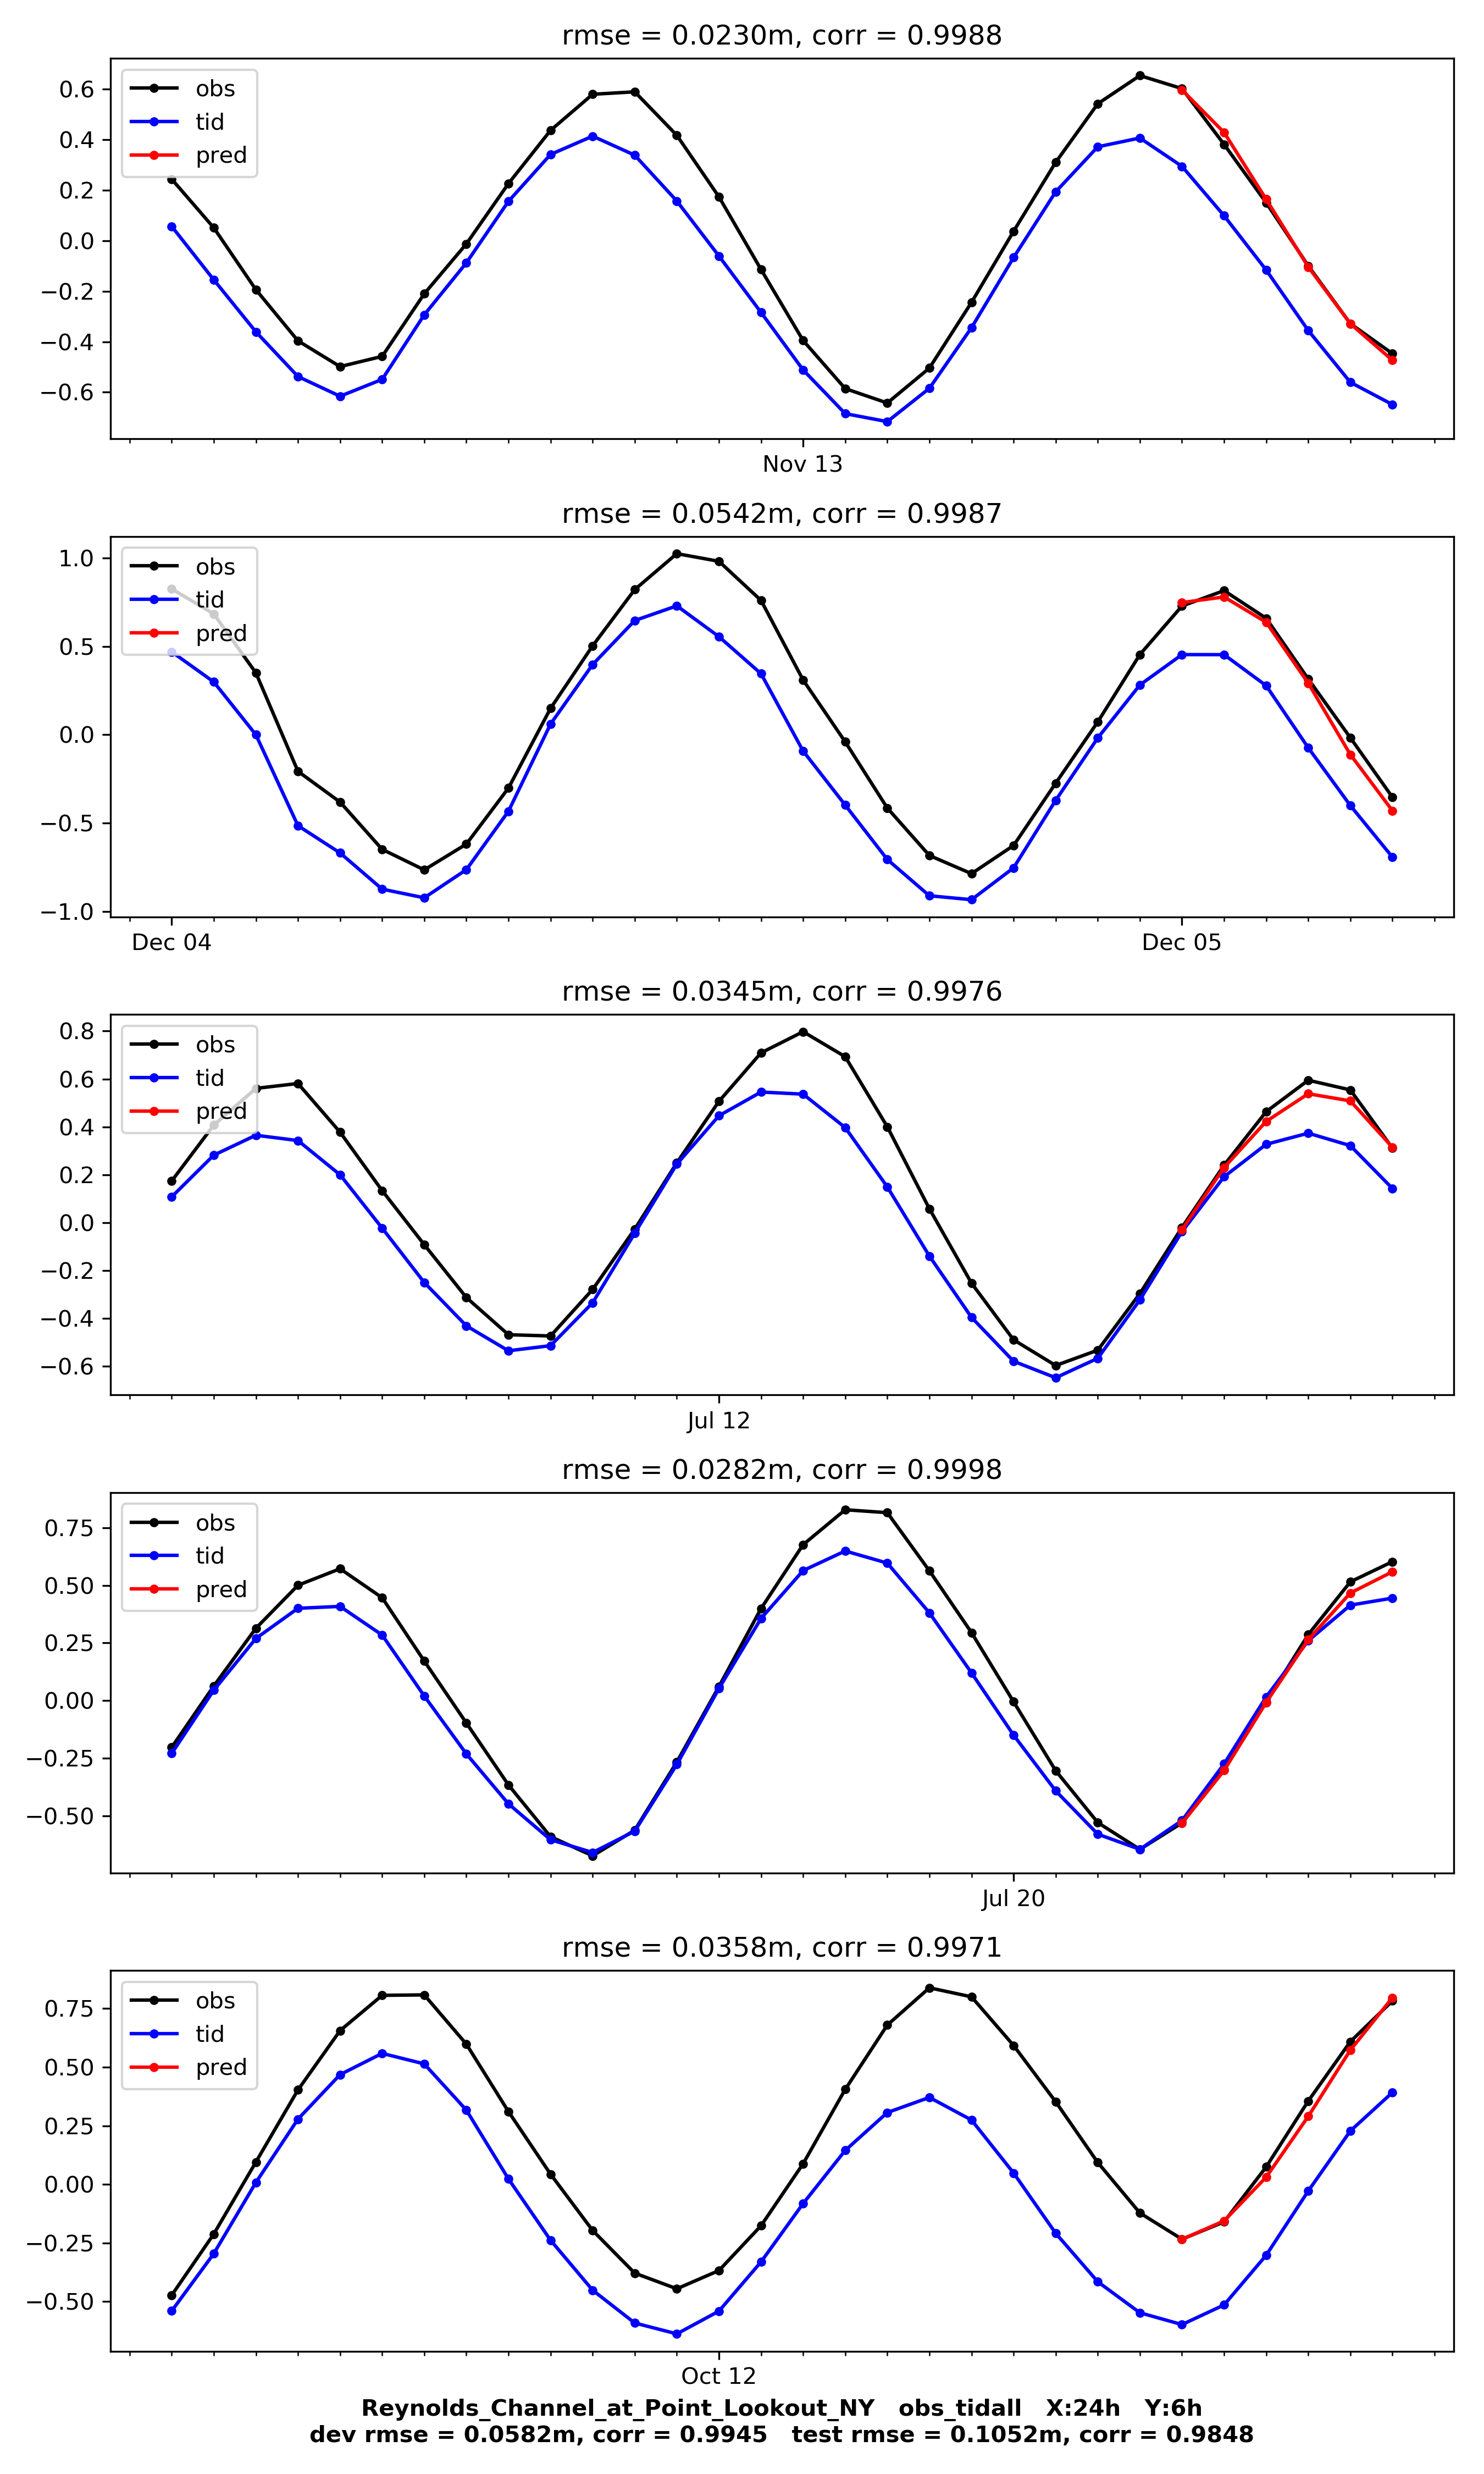 rmse = 0.0230m, corr = 0.9988
obs
tid
pred
0.6
0.4
0.2
0.0
−0.2
−0.4
−0.6
Nov 13
rmse = 0.0542m, corr = 0.9987
obs
tid
pred
1.0
0.5
0.0
−0.5
−1.0
Dec 04 Dec 05
rmse = 0.0345m, corr = 0.9976
obs
tid
pred
0.8
0.6
0.4
0.2
0.0
−0.2
−0.4
−0.6
Jul 12
rmse = 0.0282m, corr = 0.9998
obs
tid
pred
0.75
0.50
0.25
0.00
−0.25
−0.50
Jul 20
rmse = 0.0358m, corr = 0.9971
obs
tid
pred
0.75
0.50
0.25
0.00
−0.25
−0.50
Oct 12
Reynolds_Channel_at_Point_Lookout_NY obs_tidall X:24h Y:6h
dev rmse = 0.0582m, corr = 0.9945 test rmse = 0.1052m, corr = 0.9848